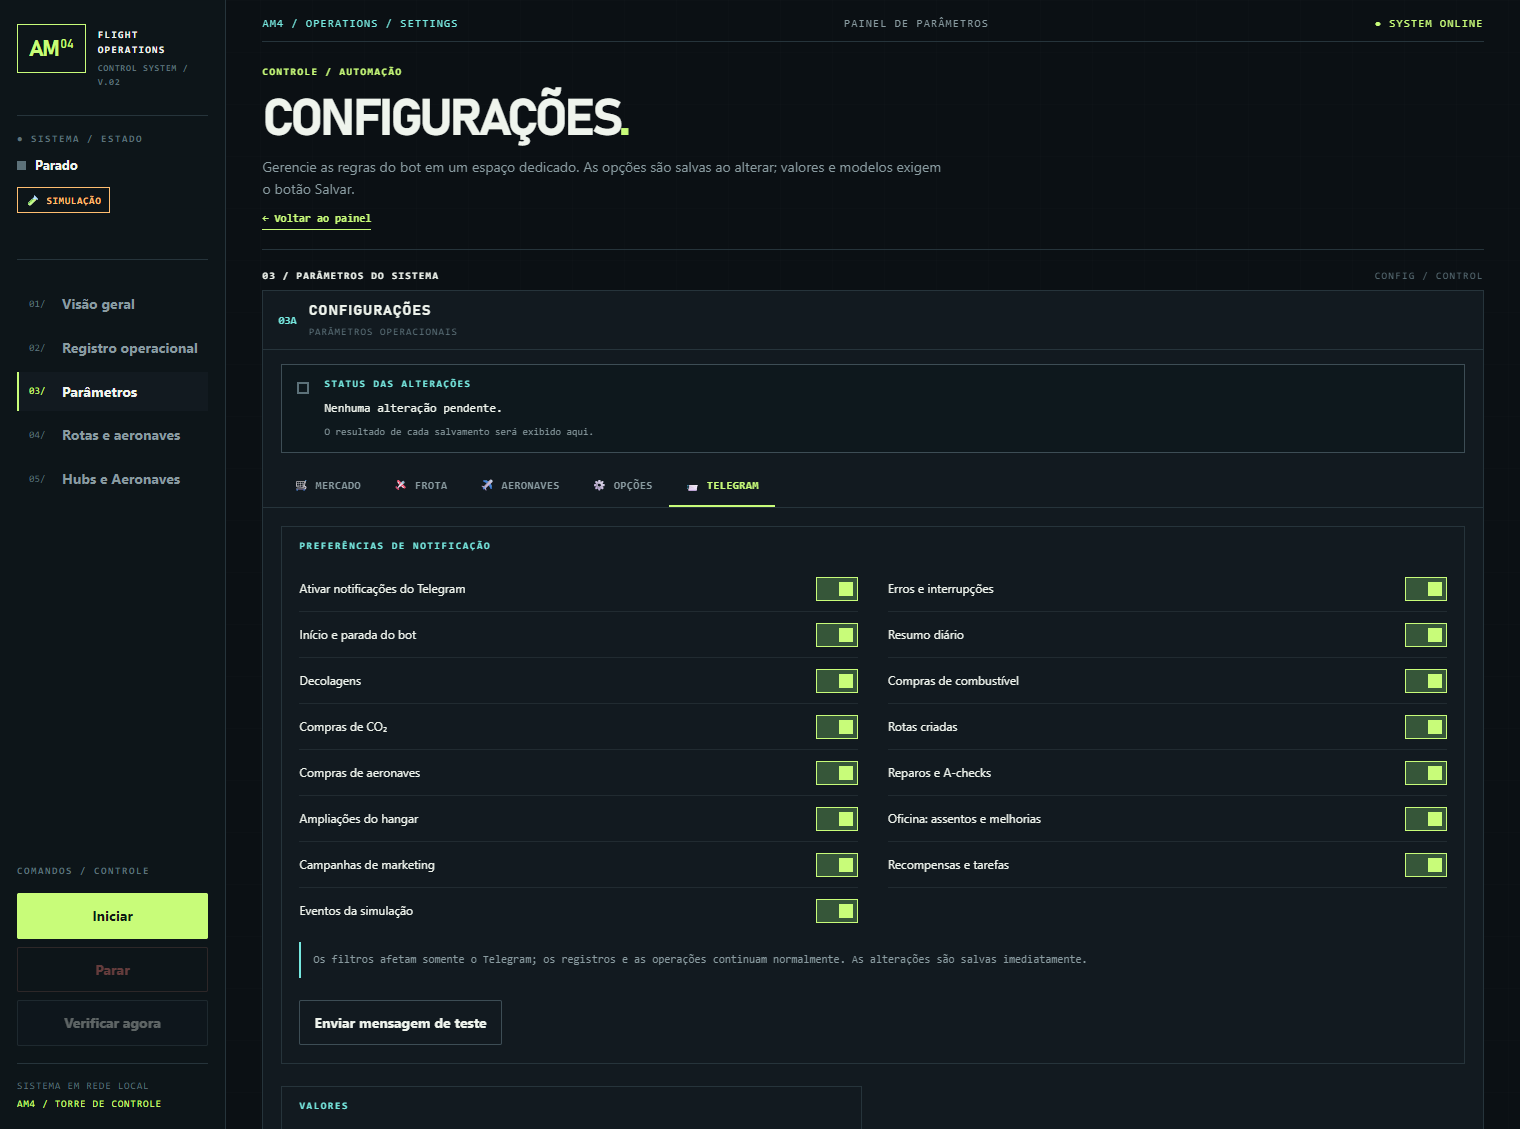 AM04
FLIGHT
OPERATIONS
CONTROL SYSTEM /
V.02
SISTEMA / ESTADO
Parado
SIMULAÇÃO
01/ Visão geral
02/ Registro operacional
03/ Parâmetros
04/ Rotas e aeronaves
05/ Hubs e Aeronaves
COMANDOS / CONTROLE
Iniciar
Parar
Verificar agora
SISTEMA EM REDE LOCAL
AM4 / TORRE DE CONTROLE
AM4 / OPERATIONS / SETTINGS
PAINEL DE PARÂMETROS
SYSTEM ONLINE
CONTROLE / AUTOMAÇÃO
CONFIGURAÇÕES.
Gerencie as regras do bot em um espaço dedicado. As opções são salvas ao alterar; valores e modelos exigem
o botão Salvar.
← Voltar ao painel
03 / PARÂMETROS DO SISTEMA
CONFIG / CONTROL
03A
CONFIGURAÇÕES
PARÂMETROS OPERACIONAIS
STATUS DAS ALTERAÇÕES
Nenhuma alteração pendente.
O resultado de cada salvamento será exibido aqui.
MERCADO
FROTA
AERONAVES
OPÇÕES
TELEGRAM
PREFERÊNCIAS DE NOTIFICAÇÃO
Ativar notificações do Telegram
Erros e interrupções
Início e parada do bot
Resumo diário
Decolagens
Compras de combustível
Compras de CO₂
Rotas criadas
Compras de aeronaves
Reparos e A-checks
Ampliações do hangar
Oficina: assentos e melhorias
Campanhas de marketing
Recompensas e tarefas
Eventos da simulação
Os filtros afetam somente o Telegram; os registros e as operações continuam normalmente. As alterações são salvas imediatamente.
Enviar mensagem de teste
VALORES